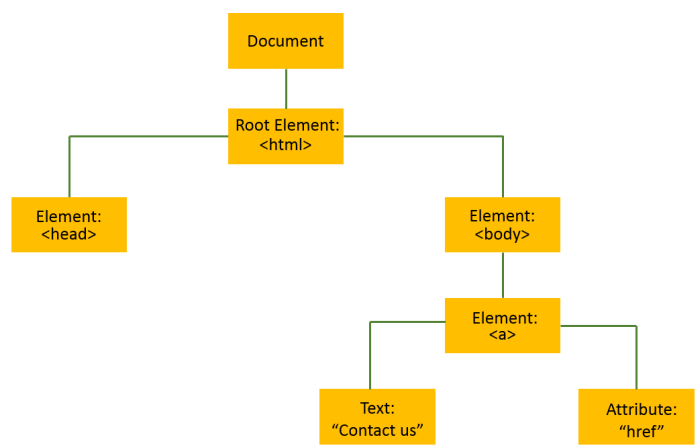 Document
Root Element:
<html>
Element:
<head>
Element:
<body>
Element:
<a>
Text:
“Contact us”
Attribute:
“href”